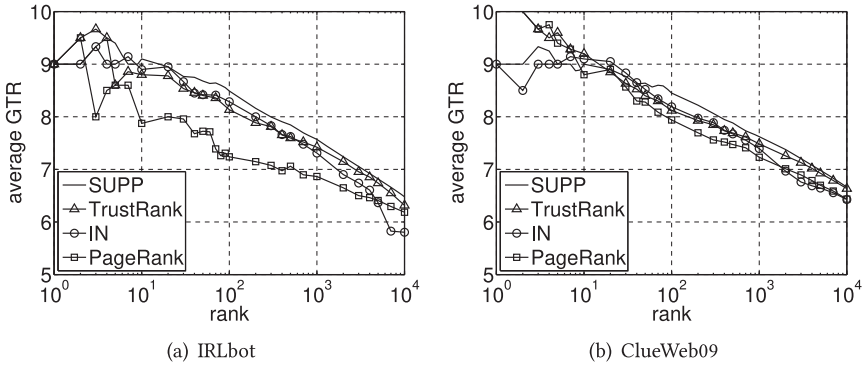 10
9
8
7
6
5
average GTR
SUPP
TrustRank
IN
PageRank
10^0 10^1 10^2 10^3 10^4
rank
(a) IRLbot
10
9
8
7
6
5
average GTR
SUPP
TrustRank
IN
PageRank
10^0 10^1 10^2 10^3 10^4
rank
(b) ClueWeb09